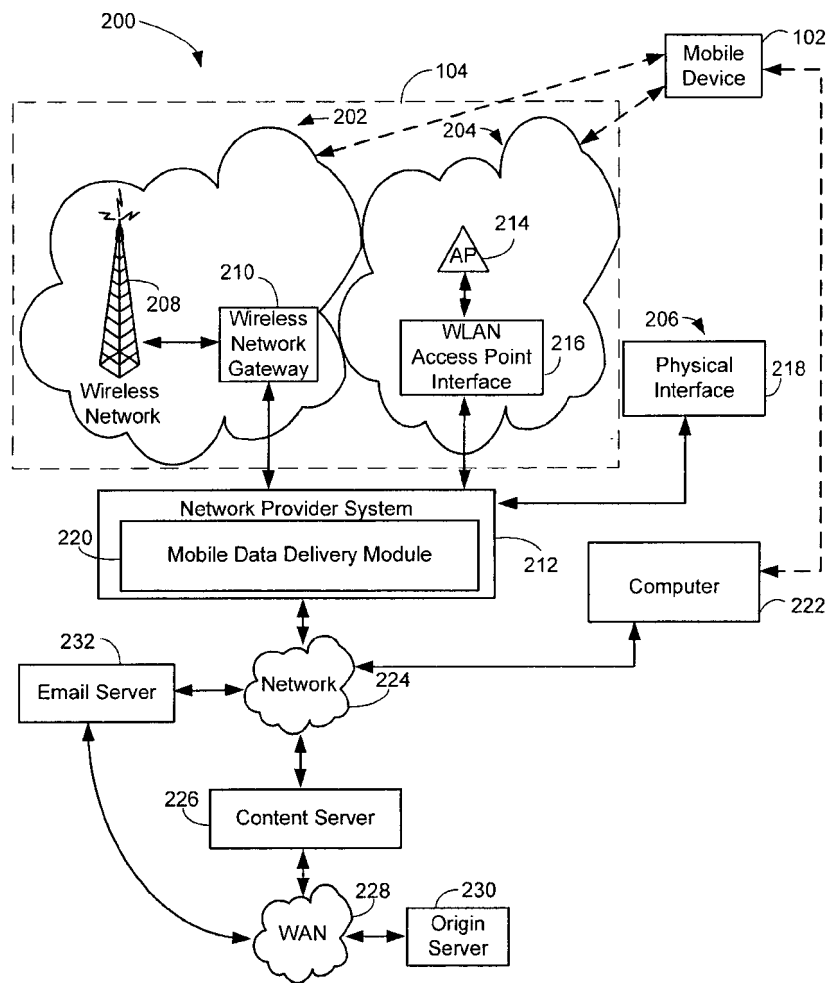 200
104
Mobile
Device
102
202
204
208
Wireless
Network
210
Wireless
Network
Gateway
AP
214
WLAN
Access Point
Interface
216
206
Physical
Interface
218
Network Provider System
220
Mobile Data Delivery Module
212
Computer
222
232
Email Server
Network
224
226
Content Server
228
WAN
230
Origin
Server